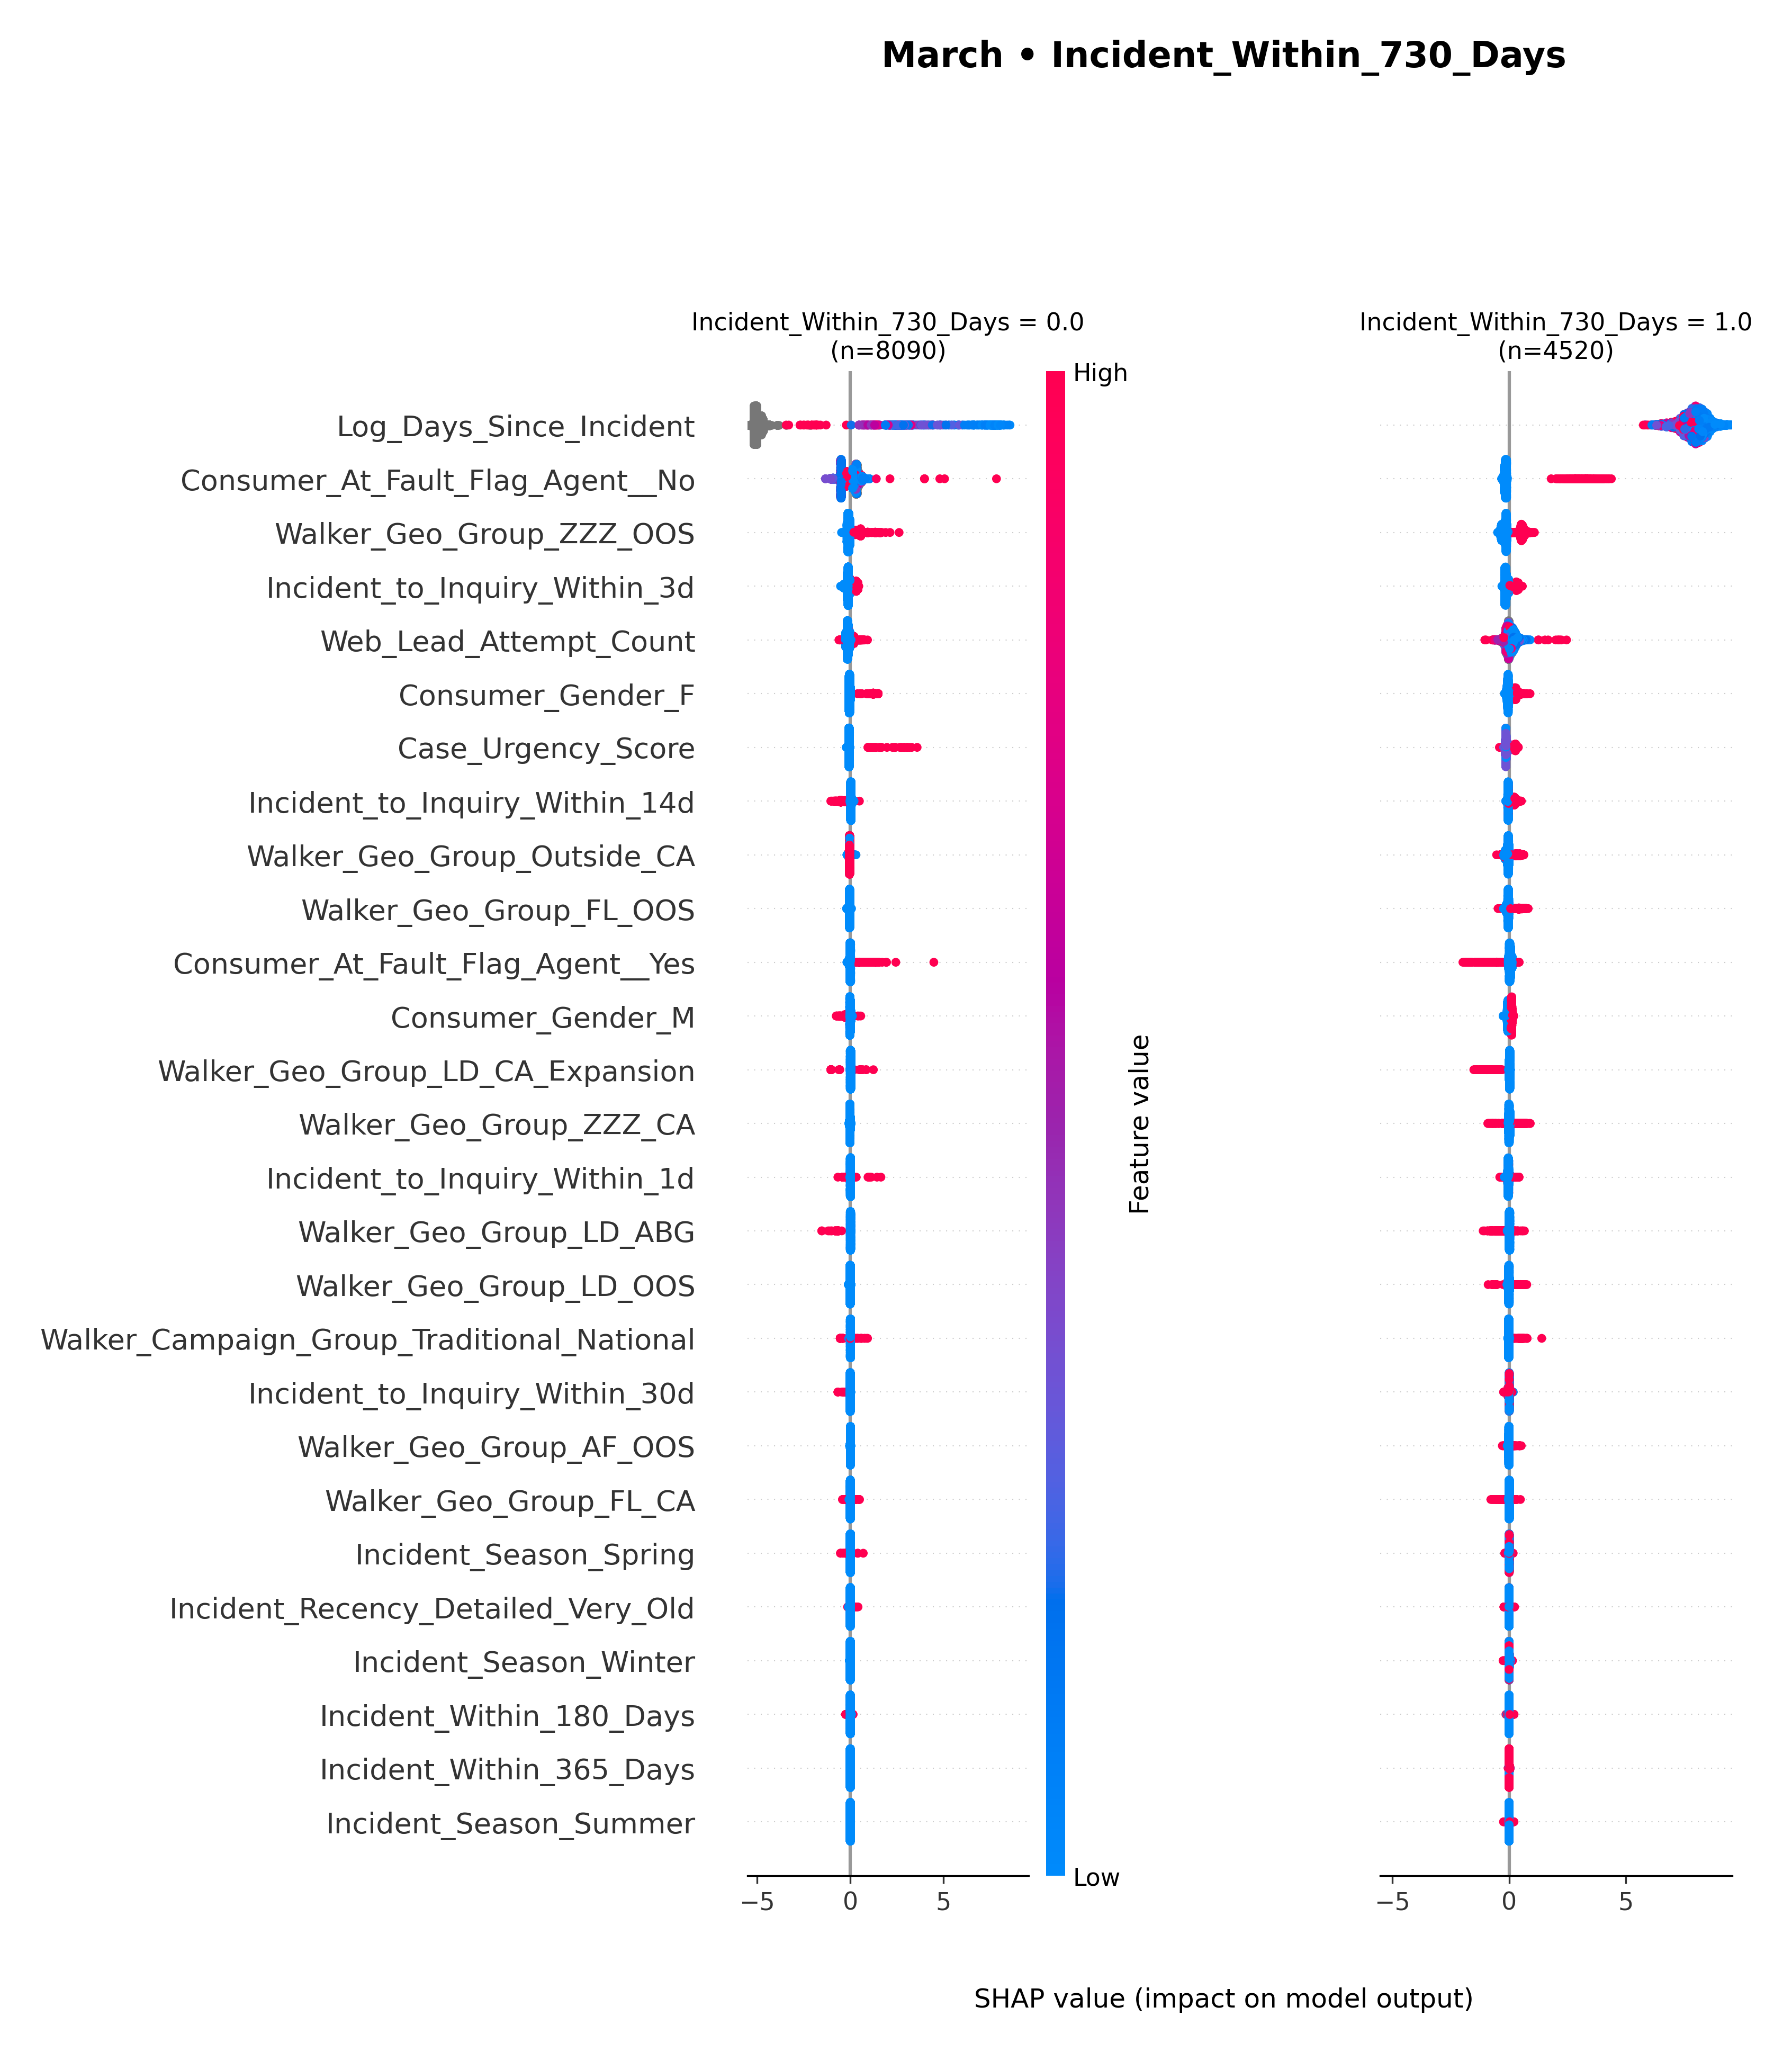 March • Incident_Within_730_Days
Incident_Within_730_Days = 0.0
(n=8090)
Incident_Within_730_Days = 1.0
(n=4520)
High
Log_Days_Since_Incident
Consumer_At_Fault_Flag_Agent__No
Walker_Geo_Group_ZZZ_OOS
Incident_to_Inquiry_Within_3d
Web_Lead_Attempt_Count
Consumer_Gender_F
Case_Urgency_Score
Incident_to_Inquiry_Within_14d
Walker_Geo_Group_Outside_CA
Walker_Geo_Group_FL_OOS
Consumer_At_Fault_Flag_Agent__Yes
Consumer_Gender_M
Walker_Geo_Group_LD_CA_Expansion
Walker_Geo_Group_ZZZ_CA
Incident_to_Inquiry_Within_1d
Walker_Geo_Group_LD_ABG
Walker_Geo_Group_LD_OOS
Walker_Campaign_Group_Traditional_National
Incident_to_Inquiry_Within_30d
Walker_Geo_Group_AF_OOS
Walker_Geo_Group_FL_CA
Incident_Season_Spring
Incident_Recency_Detailed_Very_Old
Incident_Season_Winter
Incident_Within_180_Days
Incident_Within_365_Days
Incident_Season_Summer
Feature value
Low
−5 0 5
−5 0 5
SHAP value (impact on model output)